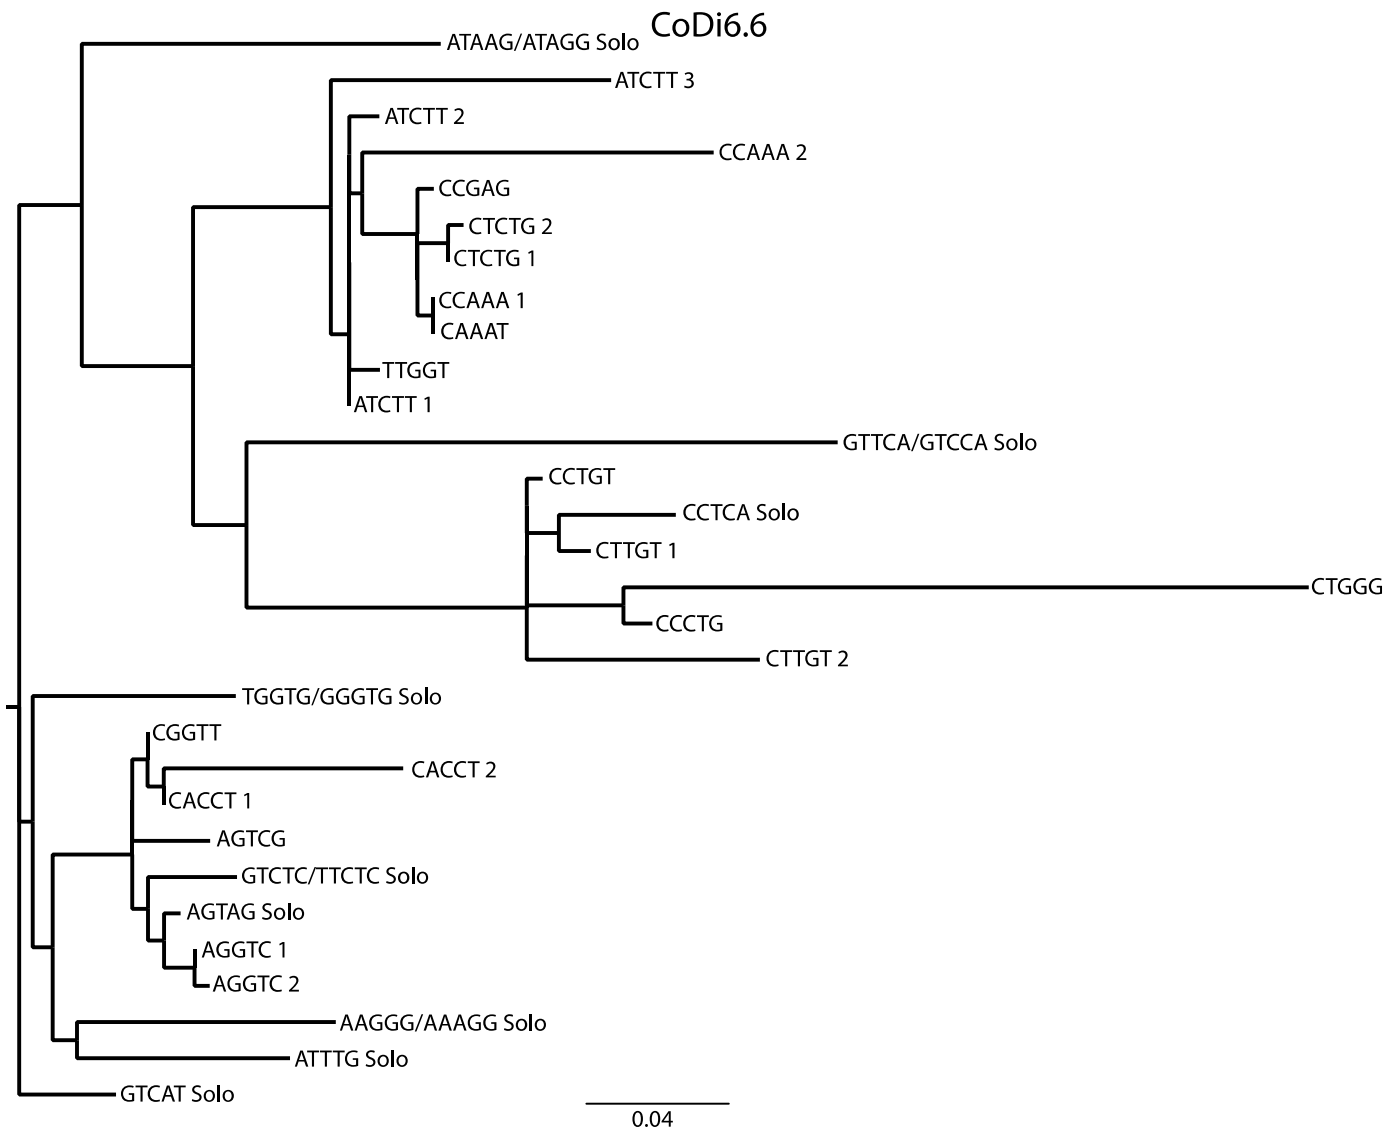 CoDi6.6
ATAAG/ATAGG Solo
ATCTT 3
ATCTT 2
CCAAA 2
CCGAG
CTCTG 2
CTCTG 1
CCAAA 1
CAAAT
TTGGT
ATCTT 1
GTTCA/GTCCA Solo
CCTGT
CCTCA Solo
CTTGT 1
CTGGG
CCCTG
CTTGT 2
TGGTG/GGGTG Solo
CGGTT
CACCT 2
CACCT 1
AGTCG
GTCTC/TTCTC Solo
AGTAG Solo
AGGTC 1
AGGTC 2
AAGGG/AAAGG Solo
ATTTG Solo
GTCAT Solo
0.04